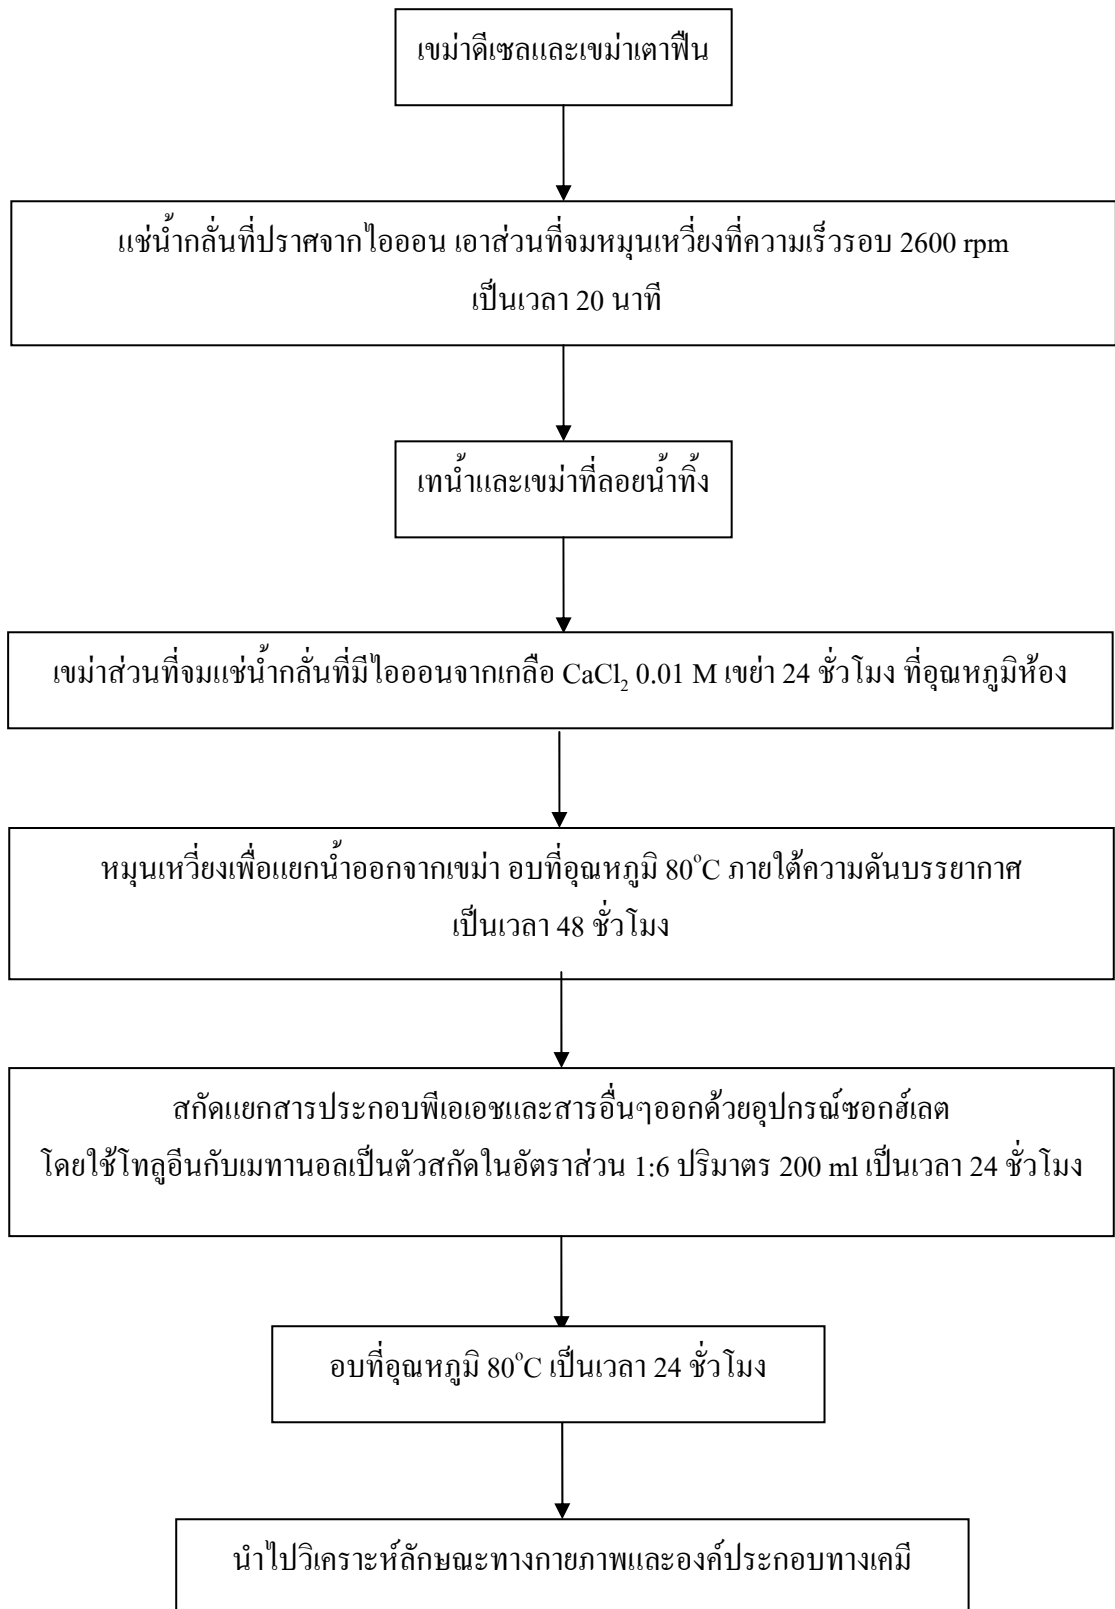 เขม่าดีเซลและเขม่าเตาฟืน
แช่น้ำกลั่นที่ปราศจากไอออน เอาส่วนที่จมหมุนเหวี่ยงที่ความเร็วรอบ 2600 rpm
เป็นเวลา 20 นาที
เทน้ำและเขม่าที่ลอยน้ำทิ้ง
เขม่าส่วนที่จมแช่น้ำกลั่นที่มีไอออนจากเกลือ CaCl₂ 0.01 M เขย่า 24 ชั่วโมง ที่อุณหภูมิห้อง
หมุนเหวี่ยงเพื่อแยกน้ำออกจากเขม่า อบที่อุณหภูมิ 80°C ภายใต้ความดันบรรยากาศ
เป็นเวลา 48 ชั่วโมง
สกัดแยกสารประกอบพีเอเอชและสารอื่นๆออกด้วยอุปกรณ์ซอกฮ์เลต
โดยใช้โทลูอีนกับเมทานอลเป็นตัวสกัดในอัตราส่วน 1:6 ปริมาตร 200 ml เป็นเวลา 24 ชั่วโมง
อบที่อุณหภูมิ 80°C เป็นเวลา 24 ชั่วโมง
นำไปวิเคราะห์ลักษณะทางกายภาพและองค์ประกอบทางเคมี